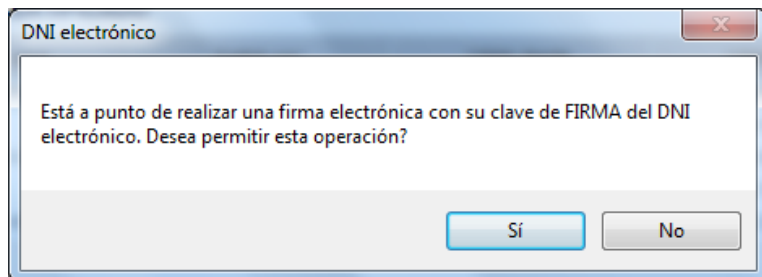 DNI electrónico
Está a punto de realizar una firma electrónica con su clave de FIRMA del DNI
electrónico. Desea permitir esta operación?
Sí
No